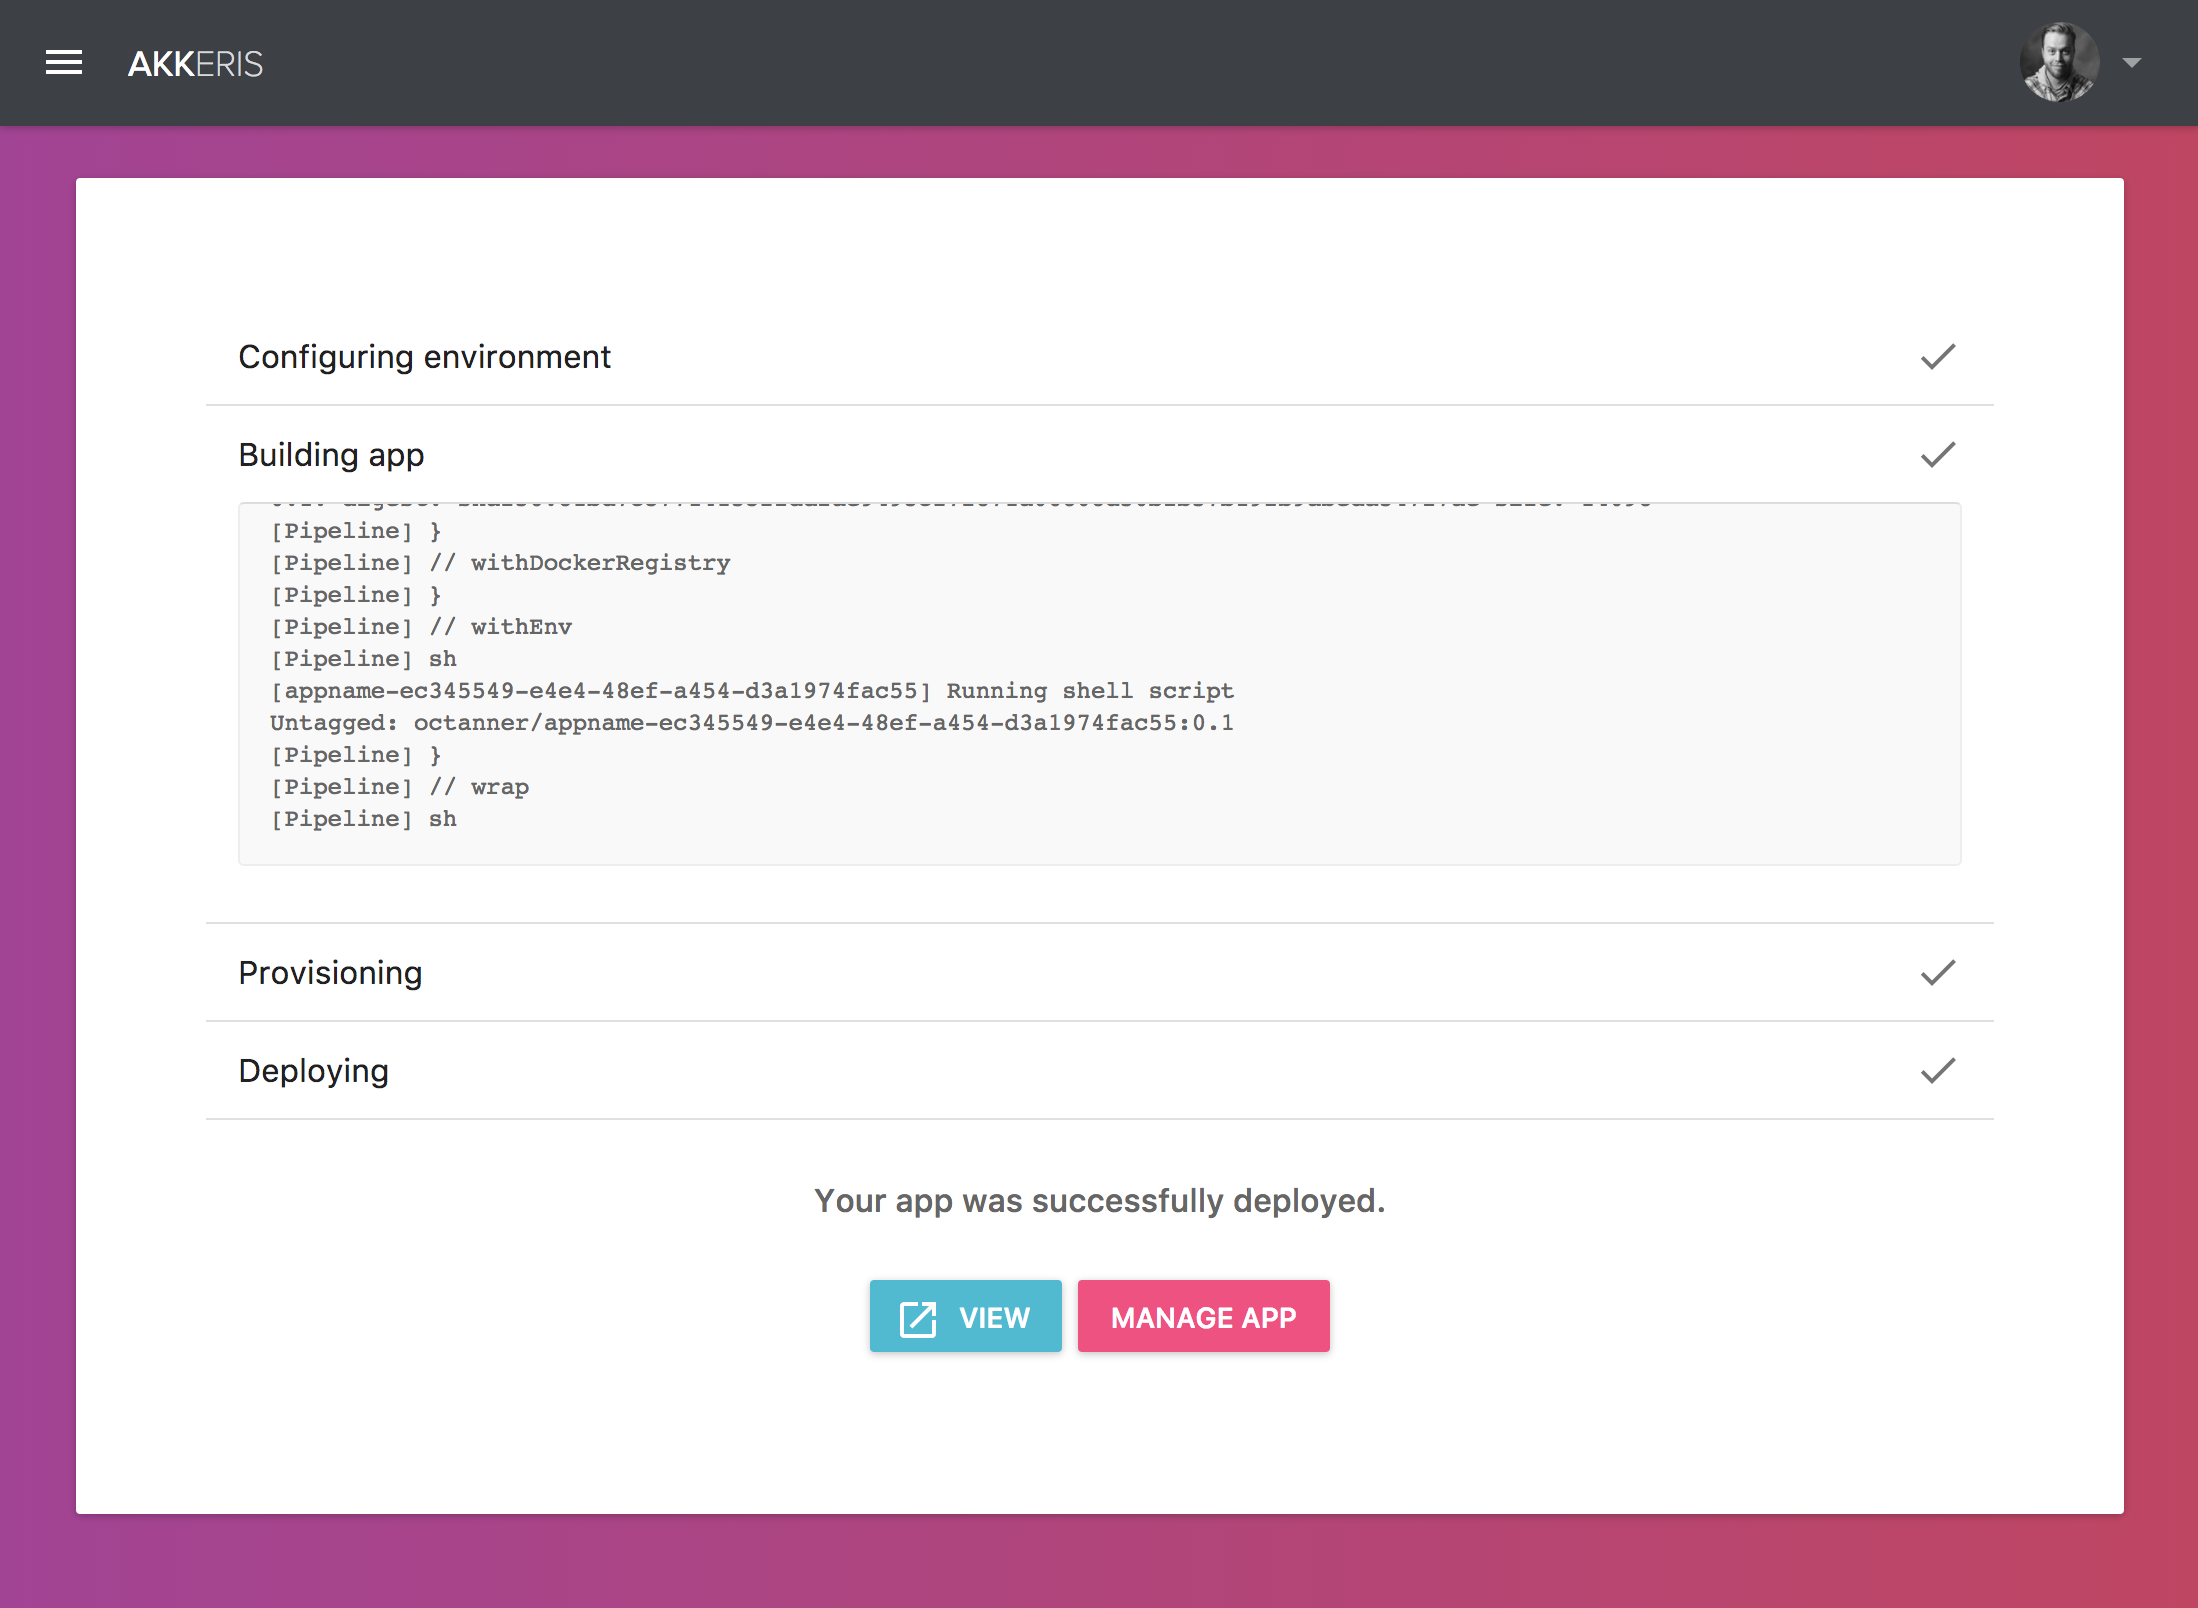 AKKERIS
Configuring environment
Building app
[Pipeline] }
[Pipeline] // withDockerRegistry
[Pipeline] }
[Pipeline] // withEnv
[Pipeline] sh
[appname-ec345549-e4e4-48ef-a454-d3a1974fac55] Running shell script
Untagged: octanner/appname-ec345549-e4e4-48ef-a454-d3a1974fac55:0.1
[Pipeline] }
[Pipeline] // wrap
[Pipeline] sh
Provisioning
Deploying
Your app was successfully deployed.
VIEW
MANAGE APP